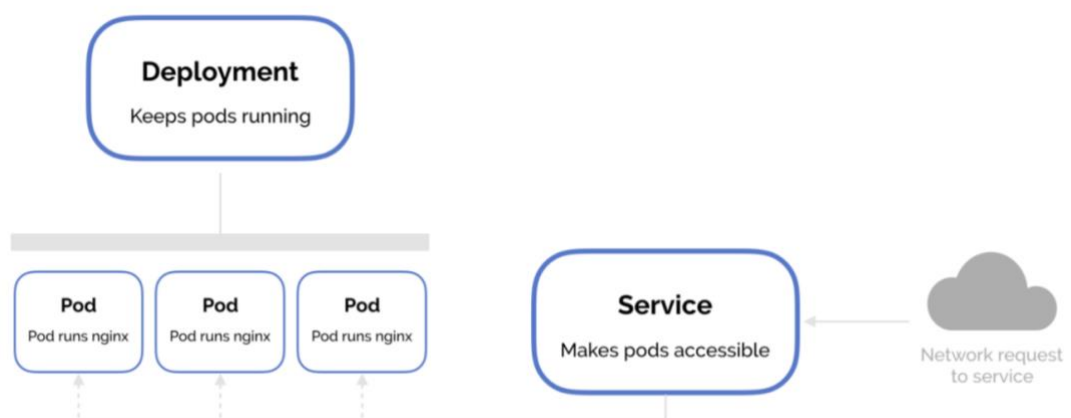 Deployment
Keeps pods running
Pod
Pod runs nginx
Pod
Pod runs nginx
Pod
Pod runs nginx
Service
Makes pods accessible
Network request
to service